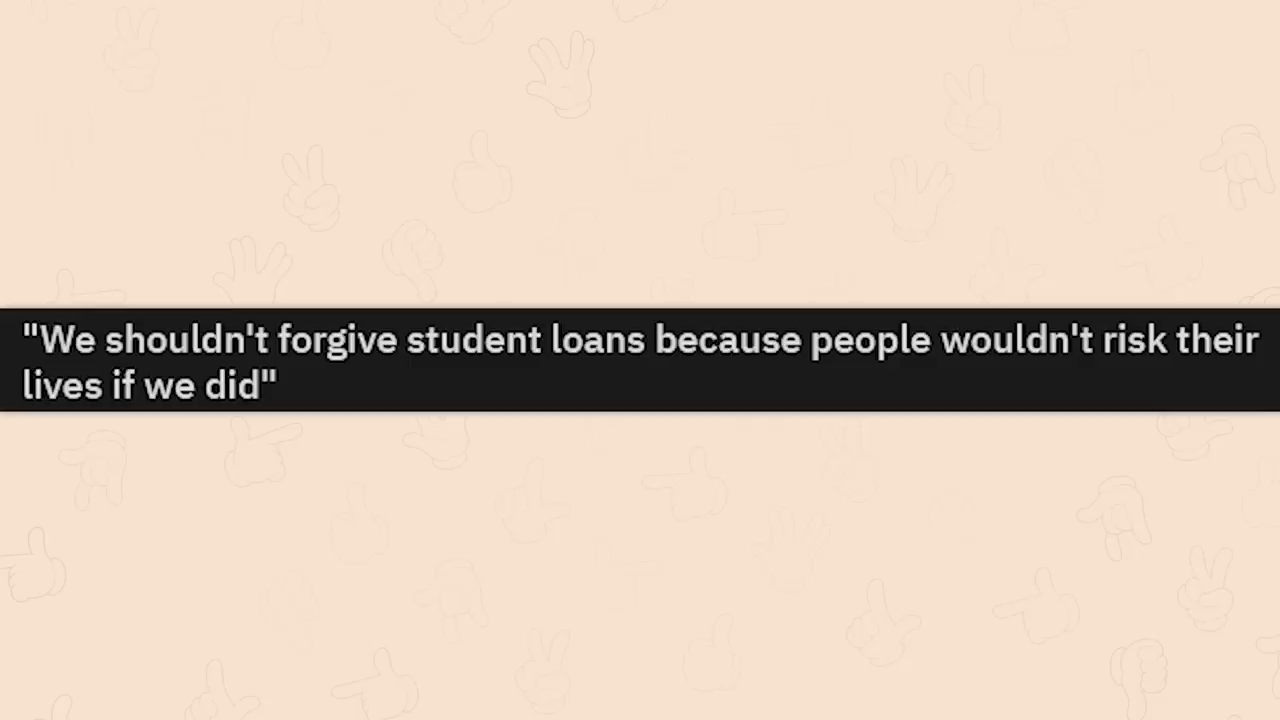 "We shouldn't forgive student loans because people wouldn't risk their
lives if we did"